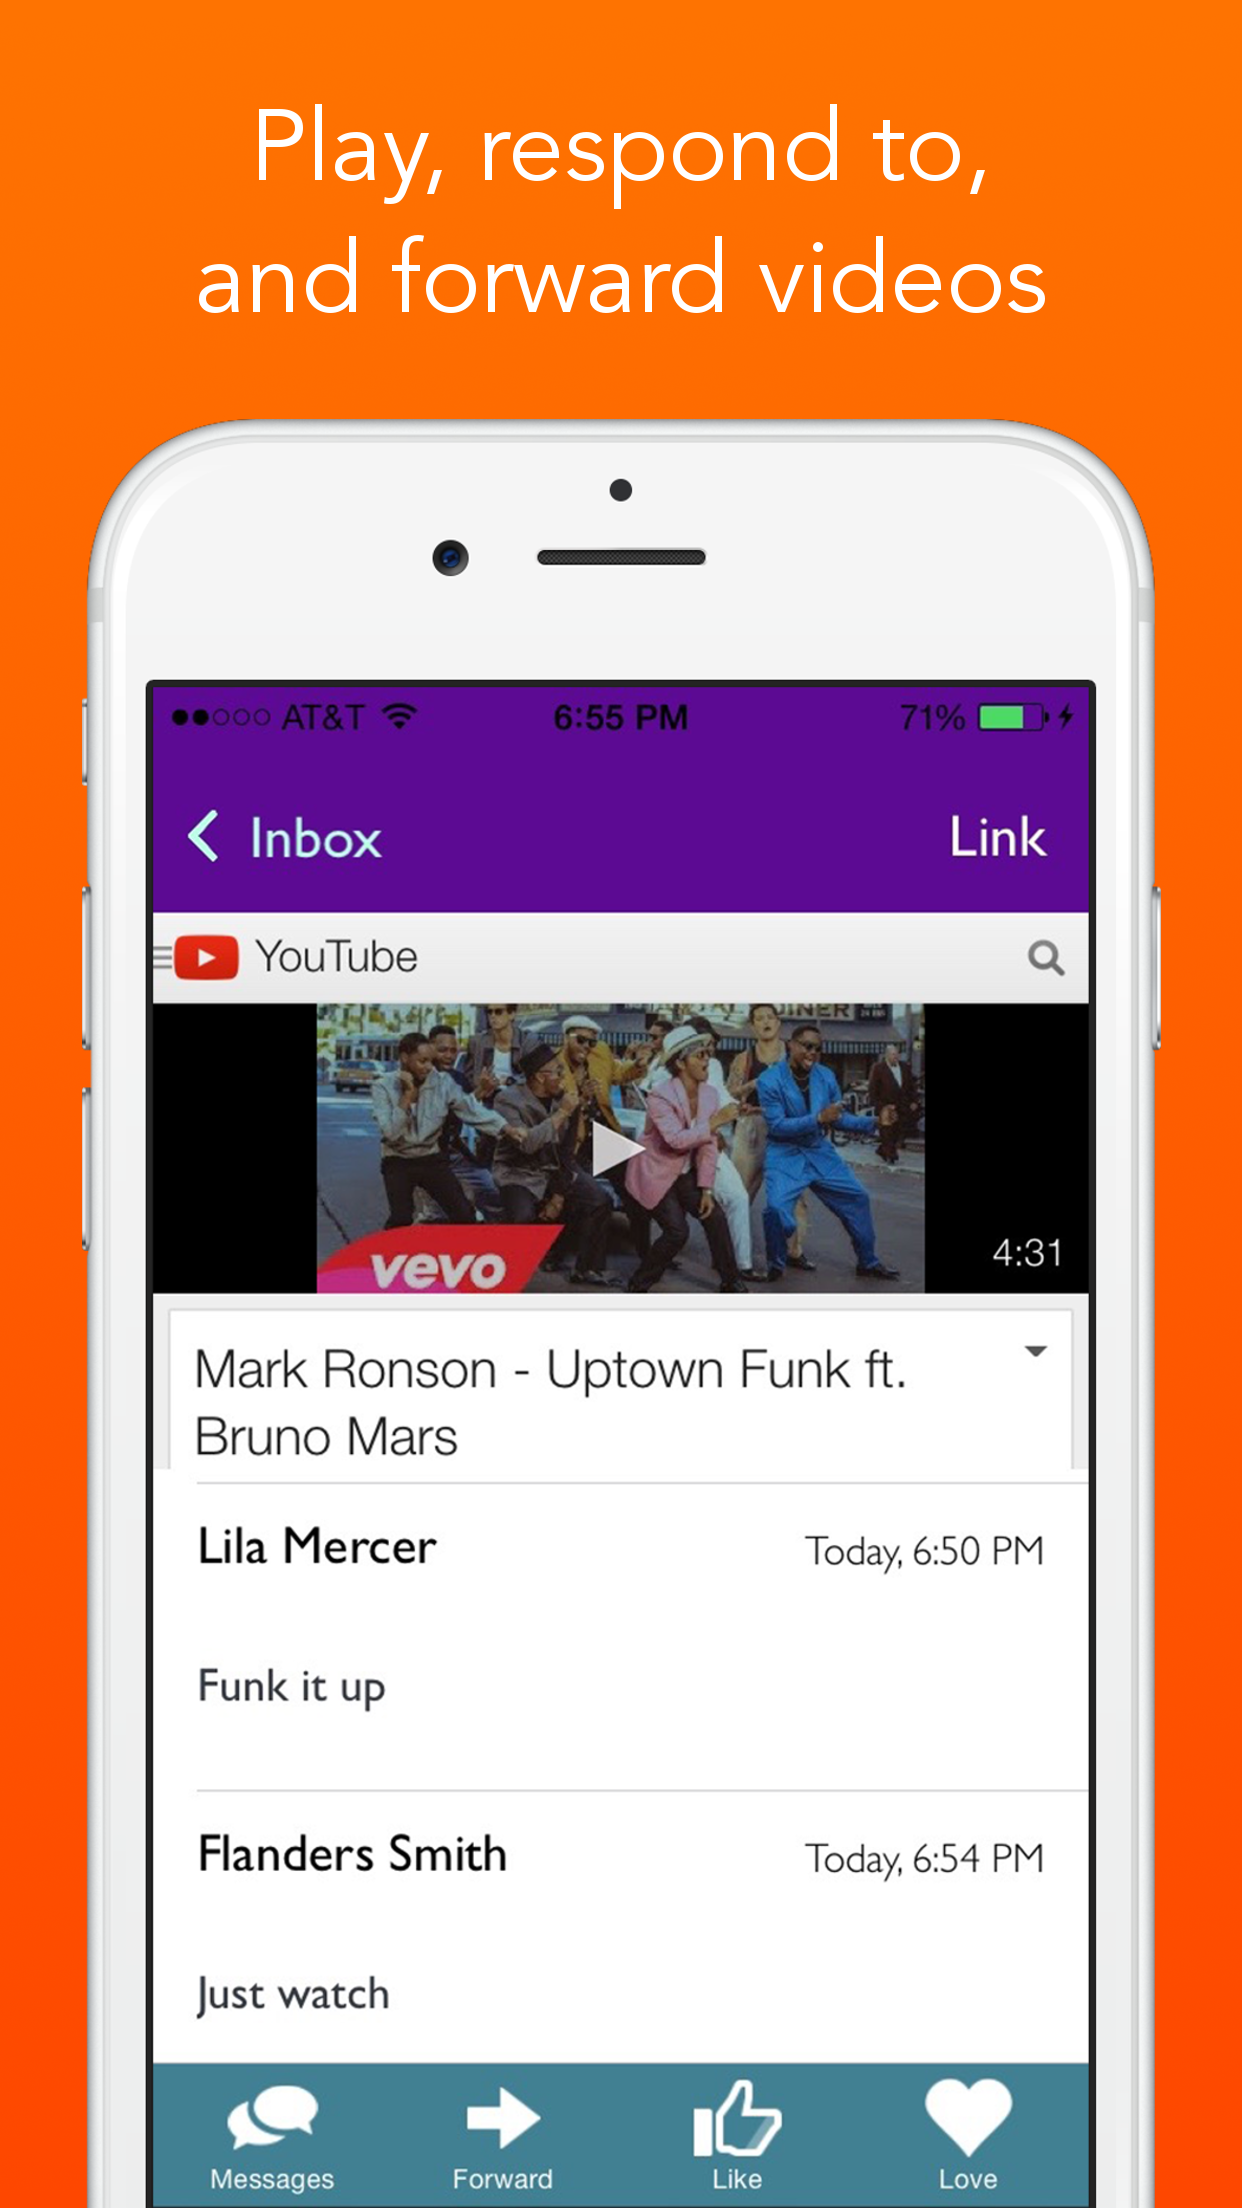 Play, respond to,
and forward videos
AT&T 6:55 PM 71%
Inbox Link
YouTube
DINER
vevo
4:31
Mark Ronson - Uptown Funk ft.
Bruno Mars
Lila Mercer Today, 6:50 PM
Funk it up
Flanders Smith Today, 6:54 PM
Just watch
Messages Forward Like Love